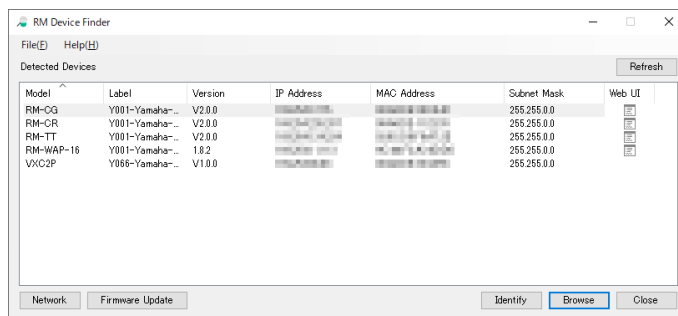 RM Device Finder
File(F) Help(H)
Detected Devices Refresh
Model Label Version IP Address MAC Address Subnet Mask Web UI
RM-CG Y001-Yamaha-... V2.0.0 255.255.0.0
RM-CR Y001-Yamaha-... V2.0.0 255.255.0.0
RM-TT Y001-Yamaha-... V2.0.0 255.255.0.0
RM-WAP-16 Y001-Yamaha-... 1.8.2 255.255.0.0
VXC2P Y066-Yamaha-... V1.0.0 255.255.0.0
Network Firmware Update Identify Browse Close